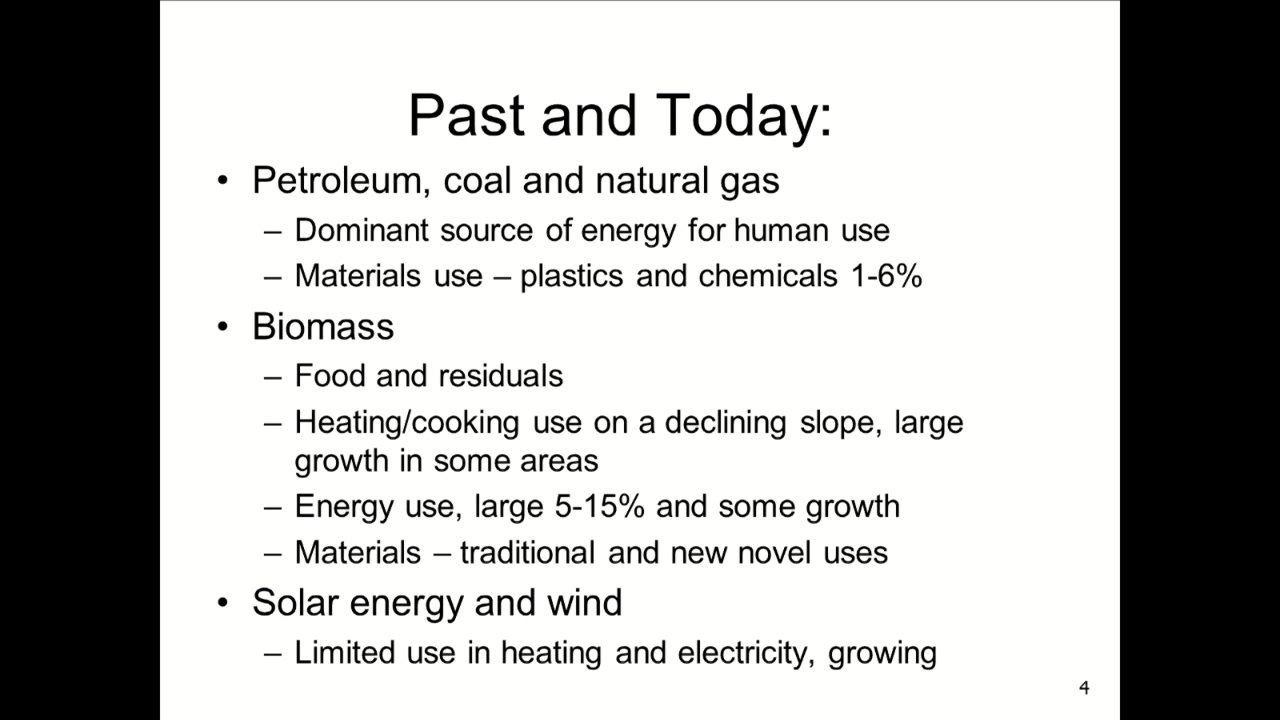 Past and Today:
• Petroleum, coal and natural gas
– Dominant source of energy for human use
– Materials use – plastics and chemicals 1-6%
• Biomass
– Food and residuals
– Heating/cooking use on a declining slope, large
growth in some areas
– Energy use, large 5-15% and some growth
– Materials – traditional and new novel uses
• Solar energy and wind
– Limited use in heating and electricity, growing
4